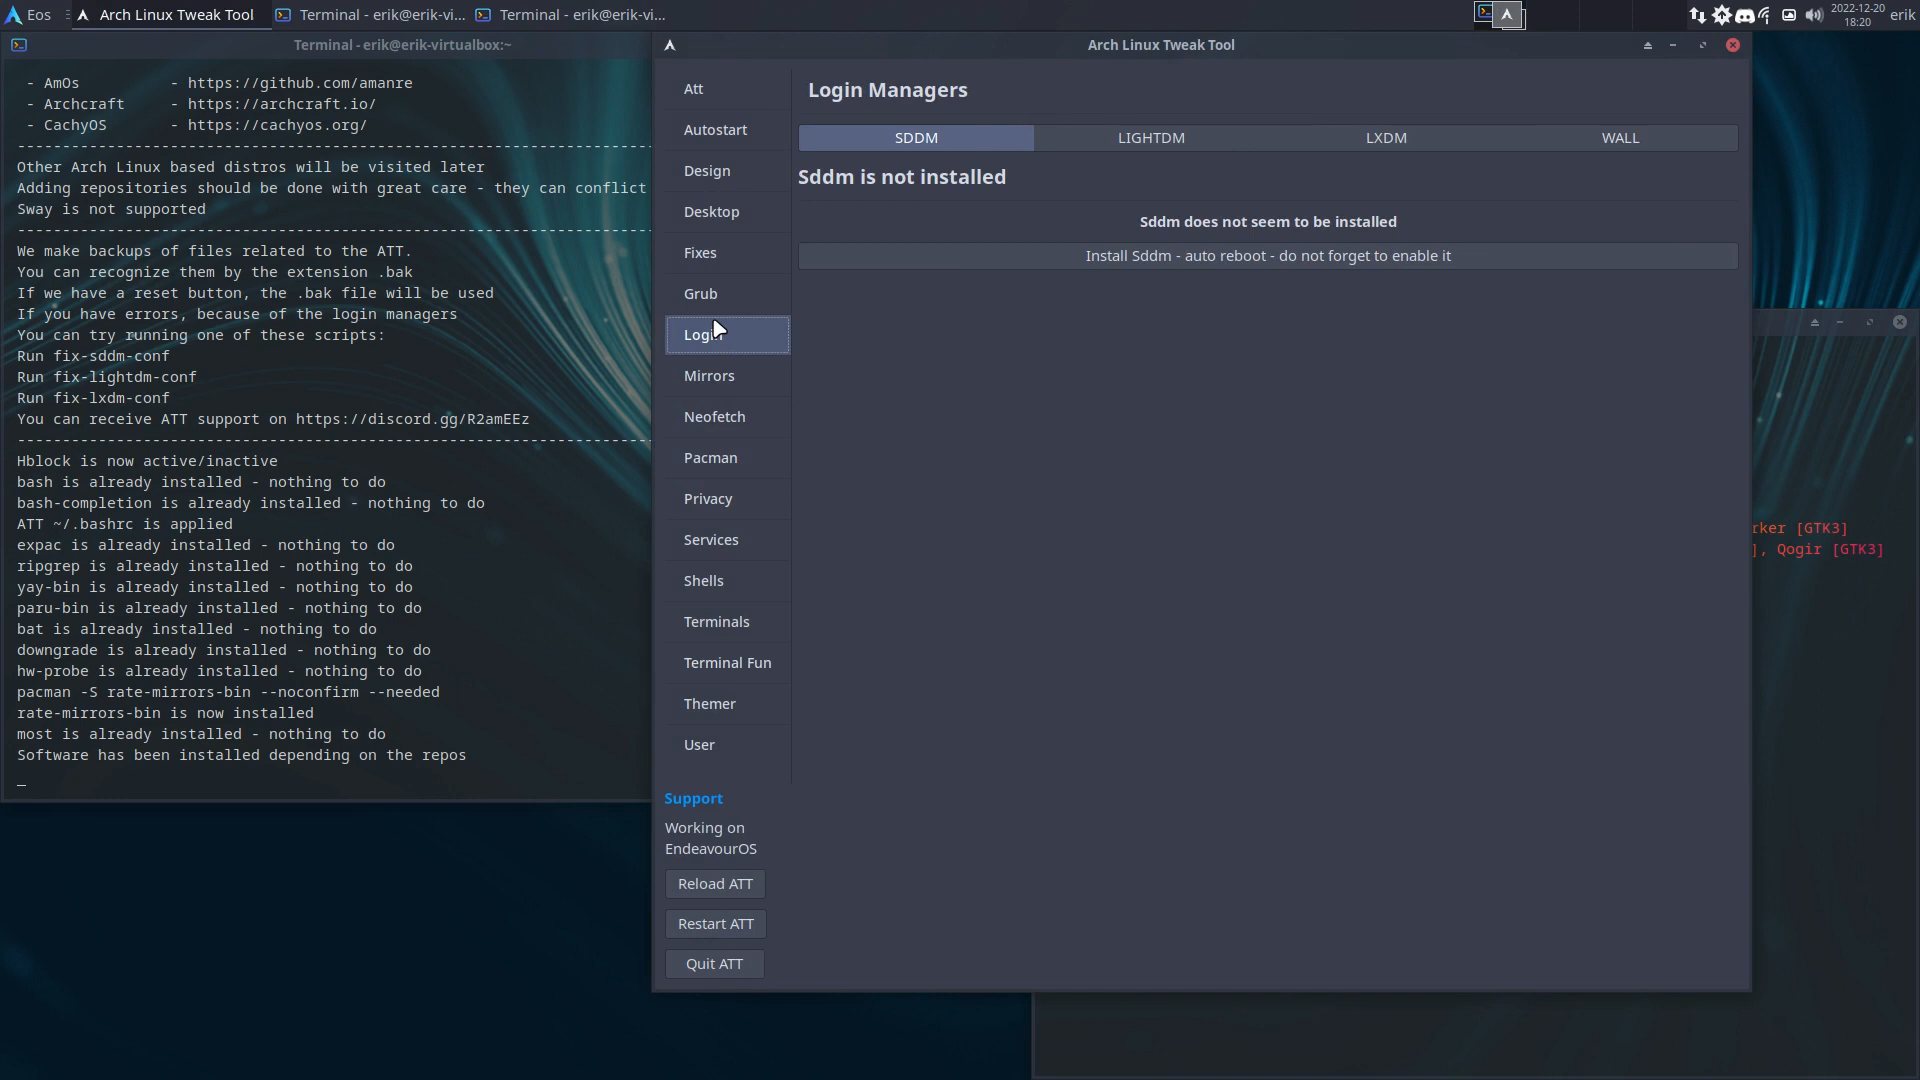 Eos
Arch Linux Tweak Tool
Terminal - erik@erik-vi...
Terminal - erik@erik-vi...
2022-12-20
18:20
erik
Terminal - erik@erik-virtualbox:~
- AmOs - https://github.com/amanre
- Archcraft - https://archcraft.io/
- CachyOS - https://cachyos.org/
----------------------------------------------------------------------
Other Arch Linux based distros will be visited later
Adding repositories should be done with great care - they can conflict
Sway is not supported
----------------------------------------------------------------------
We make backups of files related to the ATT.
You can recognize them by the extension .bak
If we have a reset button, the .bak file will be used
If you have errors, because of the login managers
You can try running one of these scripts:
Run fix-sddm-conf
Run fix-lightdm-conf
Run fix-lxdm-conf
You can receive ATT support on https://discord.gg/R2amEEz
----------------------------------------------------------------------
Hblock is now active/inactive
bash is already installed - nothing to do
bash-completion is already installed - nothing to do
ATT ~/.bashrc is applied
expac is already installed - nothing to do
ripgrep is already installed - nothing to do
yay-bin is already installed - nothing to do
paru-bin is already installed - nothing to do
bat is already installed - nothing to do
downgrade is already installed - nothing to do
hw-probe is already installed - nothing to do
pacman -S rate-mirrors-bin --noconfirm --needed
rate-mirrors-bin is now installed
most is already installed - nothing to do
Software has been installed depending on the repos
Arch Linux Tweak Tool
Att
Autostart
Design
Desktop
Fixes
Grub
Login
Mirrors
Neofetch
Pacman
Privacy
Services
Shells
Terminals
Terminal Fun
Themer
User
Support
Working on
EndeavourOS
Reload ATT
Restart ATT
Quit ATT
Login Managers
SDDM
LIGHTDM
LXDM
WALL
Sddm is not installed
Sddm does not seem to be installed
Install Sddm - auto reboot - do not forget to enable it
rker [GTK3]
], Qogir [GTK3]